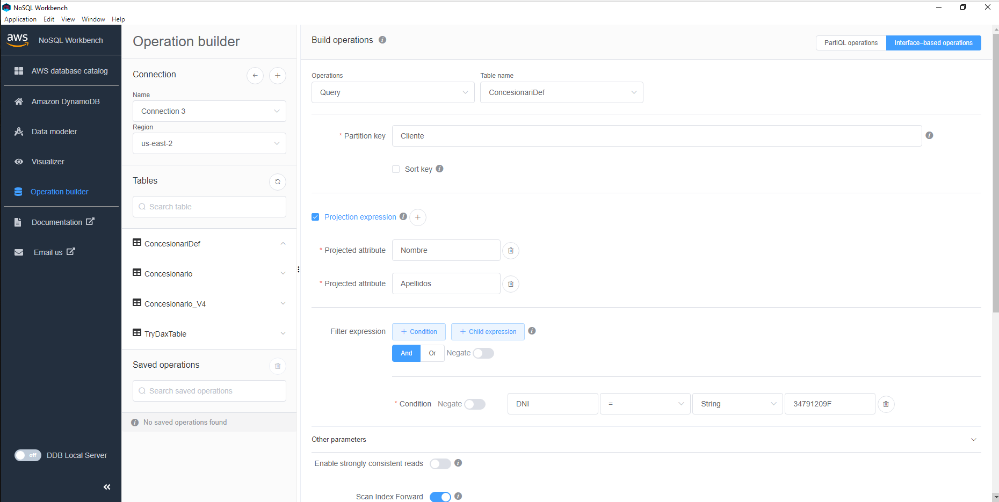 NoSQL Workbench
Application Edit View Window Help
aws NoSQL Workbench
AWS database catalog
Amazon DynamoDB
Data modeler
Visualizer
Operation builder
Documentation
Email us
off DDB Local Server
Operation builder
Connection
Name
Connection 3
Region
us-east-2
Tables
Search table
ConcesionariDef
Concesionario
Concesionario_V4
TryDaxTable
Saved operations
Search saved operations
No saved operations found
Build operations
PartiQL operations Interface–based operations
Operations Table name
Query ConcesionariDef
* Partition key Cliente
Sort key
Projection expression
* Projected attribute Nombre
* Projected attribute Apellidos
Filter expression + Condition + Child expression
And Or Negate
* Condition Negate DNI = String 34791209F
Other parameters
Enable strongly consistent reads
Scan Index Forward